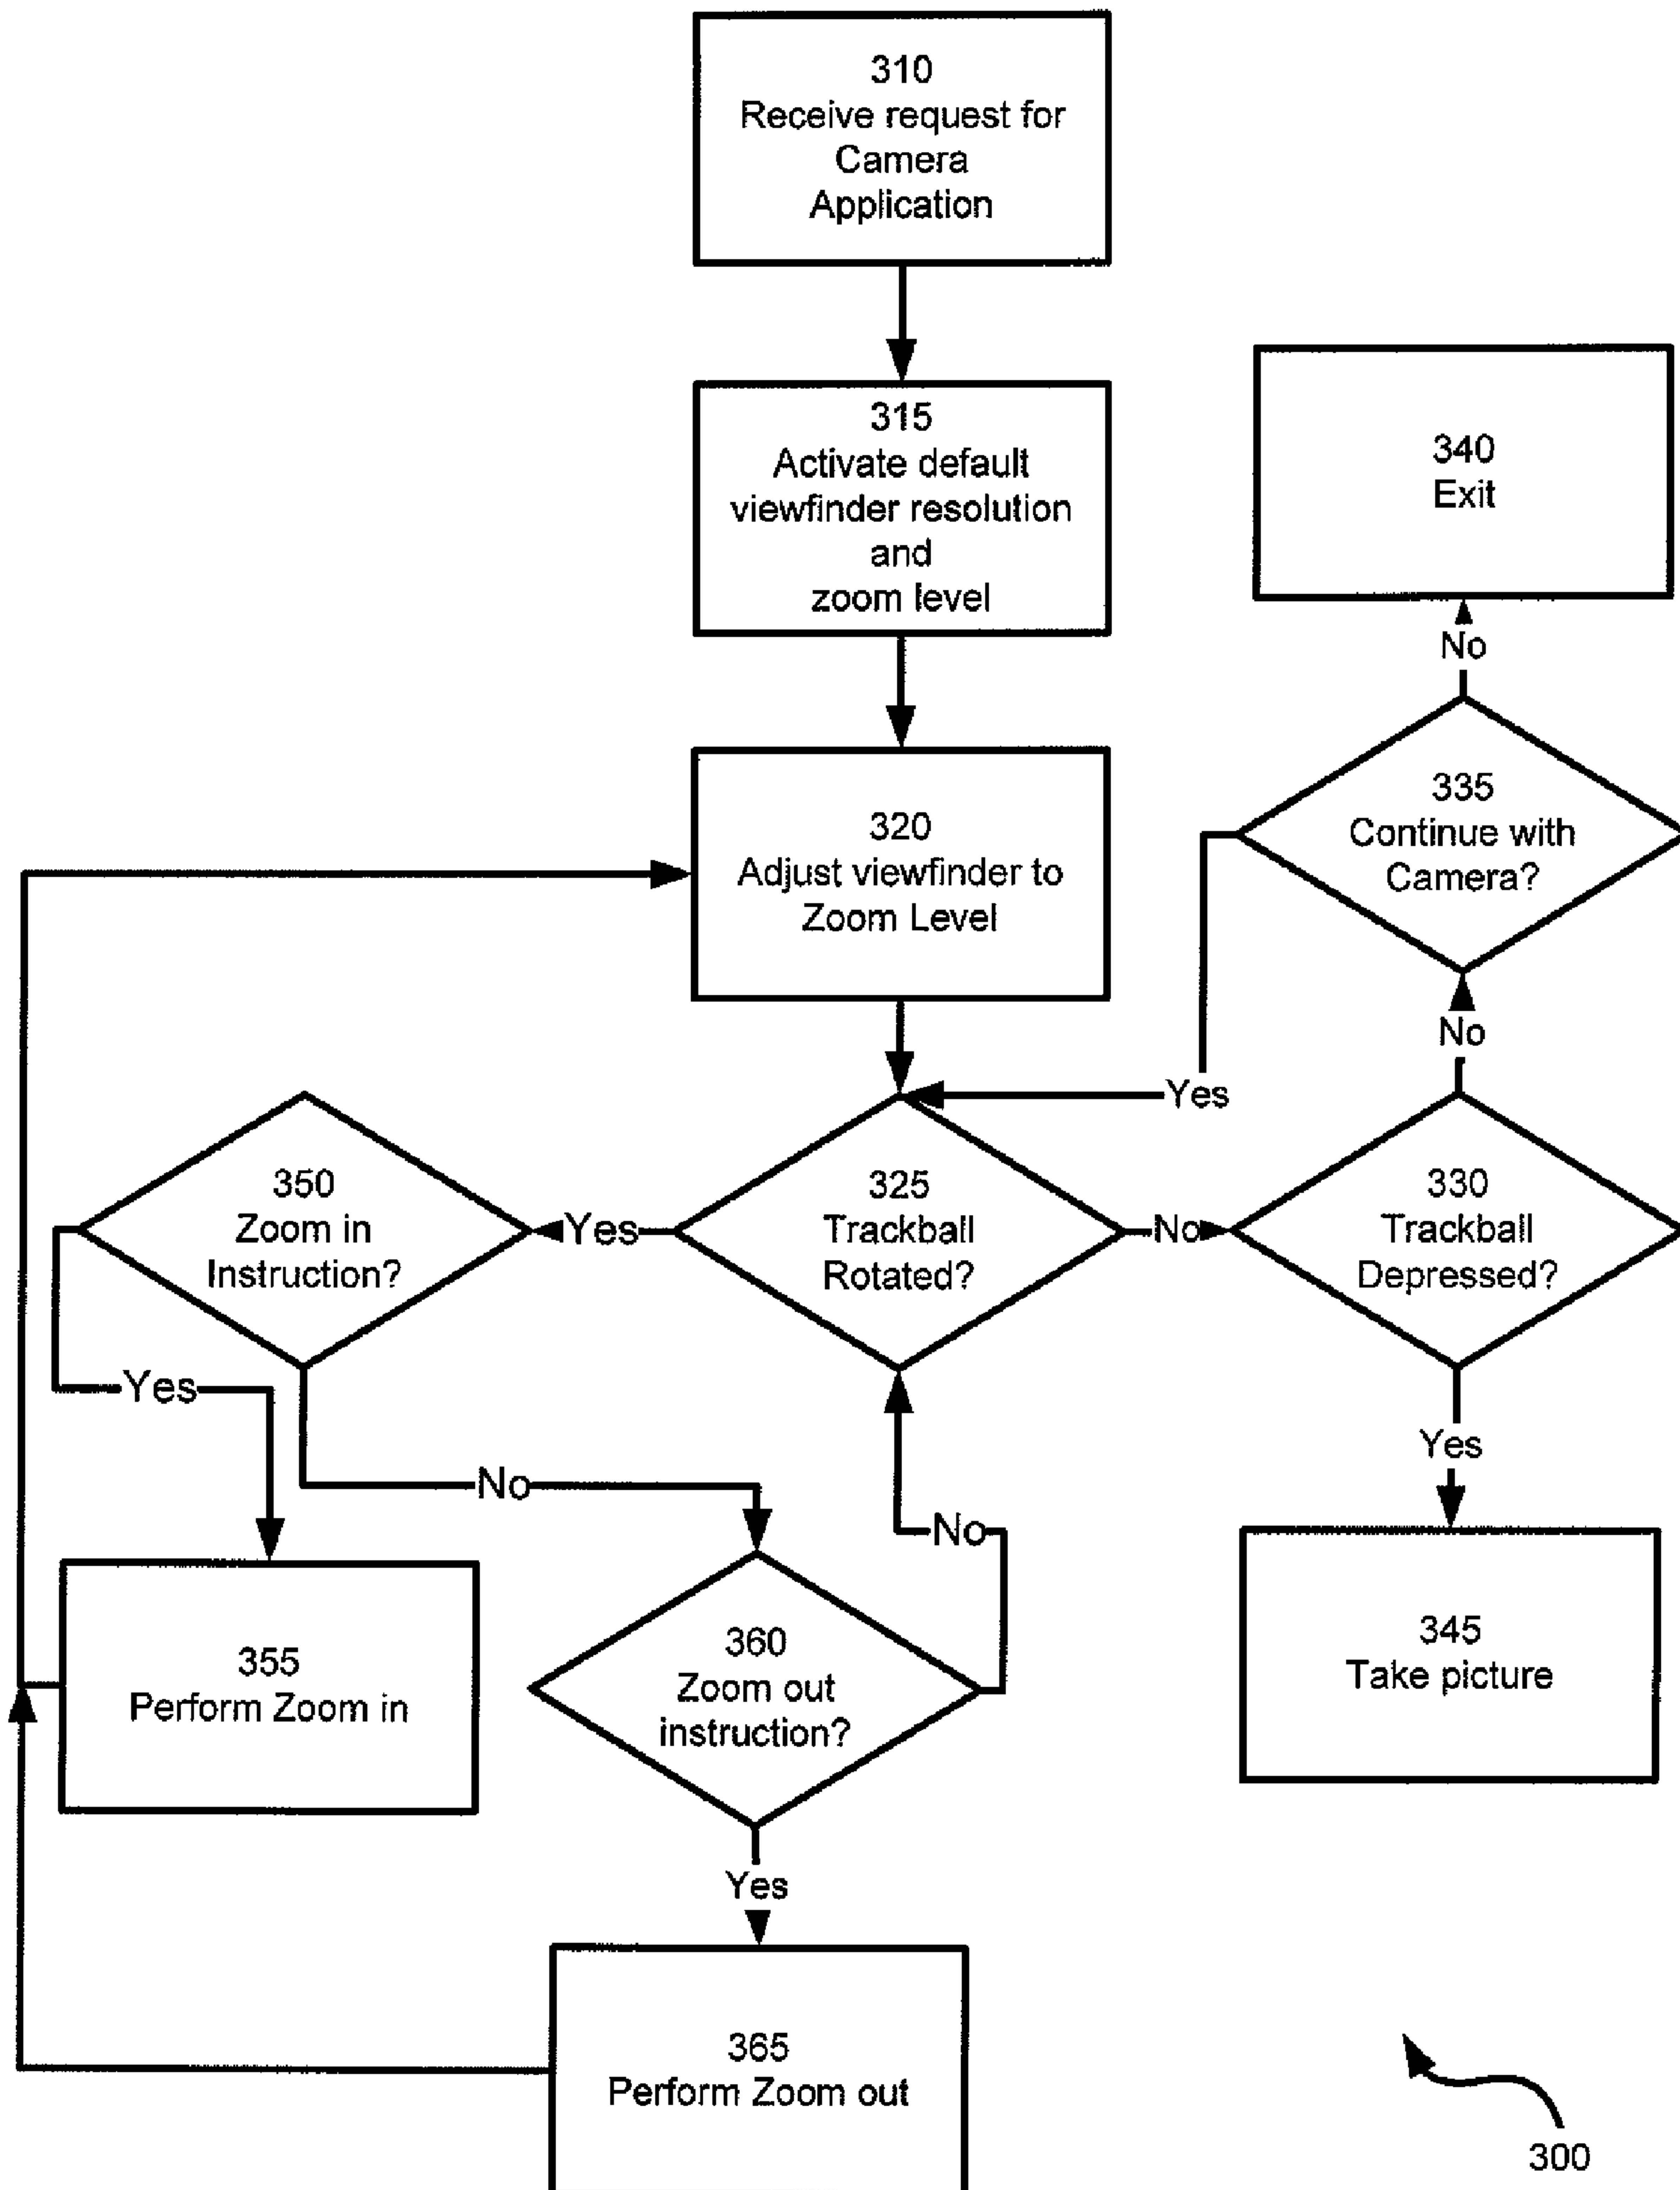 310
Receive request for
Camera
Application
315
Activate default
viewfinder resolution
and
zoom level
340
Exit
No
320
Adjust viewfinder to
Zoom Level
335
Continue with
Camera?
No
Yes
350
Zoom in
Instruction?
Yes
325
Trackball
Rotated?
No
330
Trackball
Depressed?
Yes
No
Yes
No
355
Perform Zoom in
360
Zoom out
instruction?
345
Take picture
Yes
365
Perform Zoom out
300